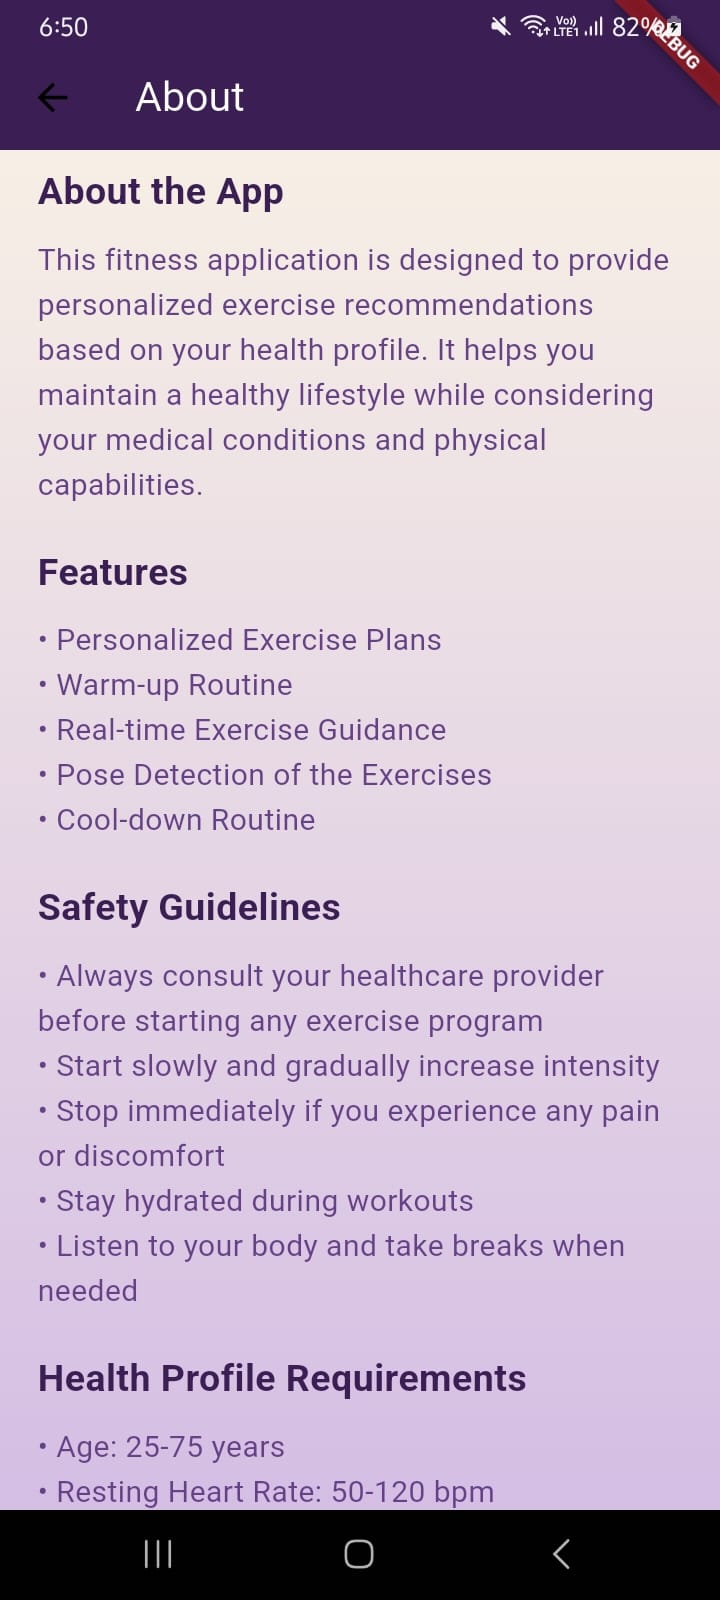 6:50
Vo))
LTE1
82%
DEBUG
About
About the App
This fitness application is designed to provide
personalized exercise recommendations
based on your health profile. It helps you
maintain a healthy lifestyle while considering
your medical conditions and physical
capabilities.
Features
• Personalized Exercise Plans
• Warm-up Routine
• Real-time Exercise Guidance
• Pose Detection of the Exercises
• Cool-down Routine
Safety Guidelines
• Always consult your healthcare provider
before starting any exercise program
• Start slowly and gradually increase intensity
• Stop immediately if you experience any pain
or discomfort
• Stay hydrated during workouts
• Listen to your body and take breaks when
needed
Health Profile Requirements
• Age: 25-75 years
• Resting Heart Rate: 50-120 bpm